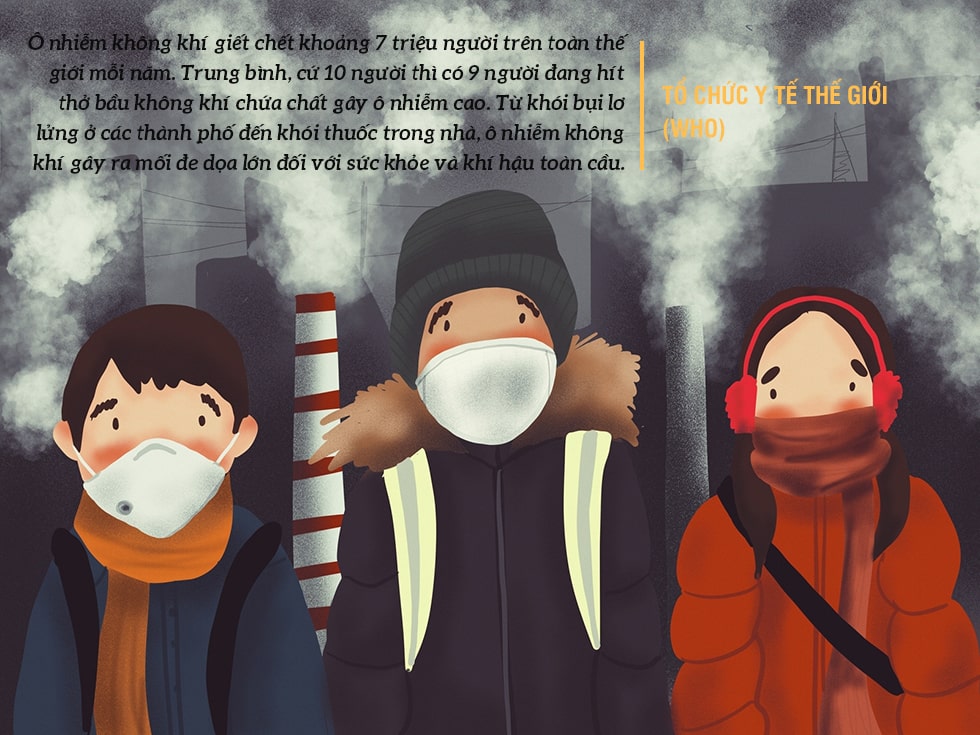 Ô nhiễm không khí giết chết khoảng 7 triệu người trên toàn thế
giới mỗi năm. Trung bình, cứ 10 người thì có 9 người đang hít
thở bầu không khí chứa chất gây ô nhiễm cao. Từ khói bụi lơ
lửng ở các thành phố đến khói thuốc trong nhà, ô nhiễm không
khí gây ra mối đe dọa lớn đối với sức khỏe và khí hậu toàn cầu.
TỔ CHỨC Y TẾ THẾ GIỚI
(WHO)